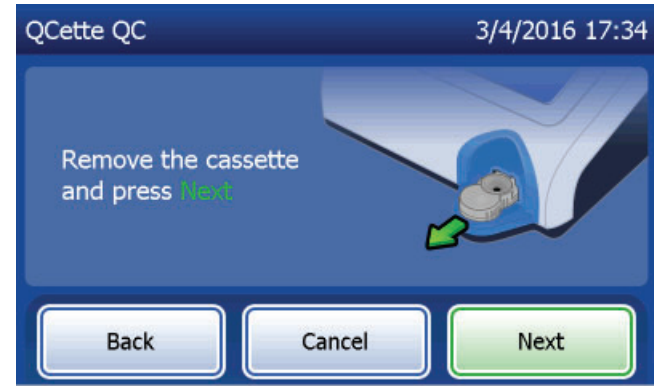 QCette QC 3/4/2016 17:34
Remove the cassette
and press Next
Back Cancel Next